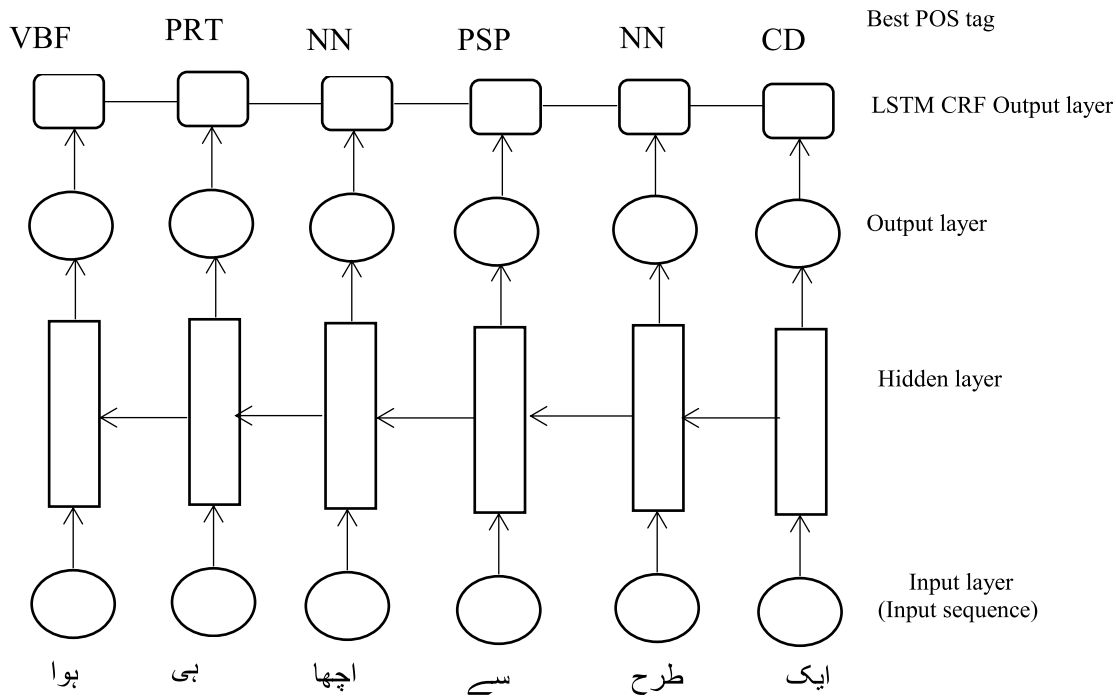 Best POS tag
VBF PRT NN PSP NN CD
LSTM CRF Output layer
Output layer
Hidden layer
Input layer
(Input sequence)
ایک طرح سے اچھا ہی ہوا